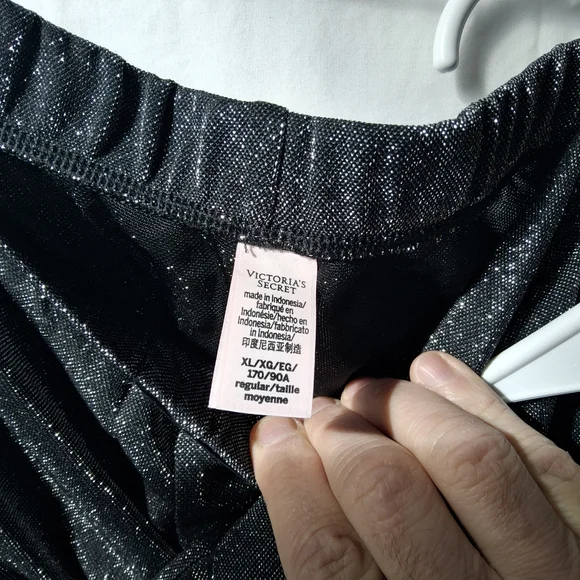 VICTORIA'S
SECRET
made in Indonesia/
fabriqué en
Indonésie/hecho en
Indonesia/fabbricato
in Indonesia/
印度尼西亚制造
XL/XG/EG/
170/90A
regular/taille
moyenne